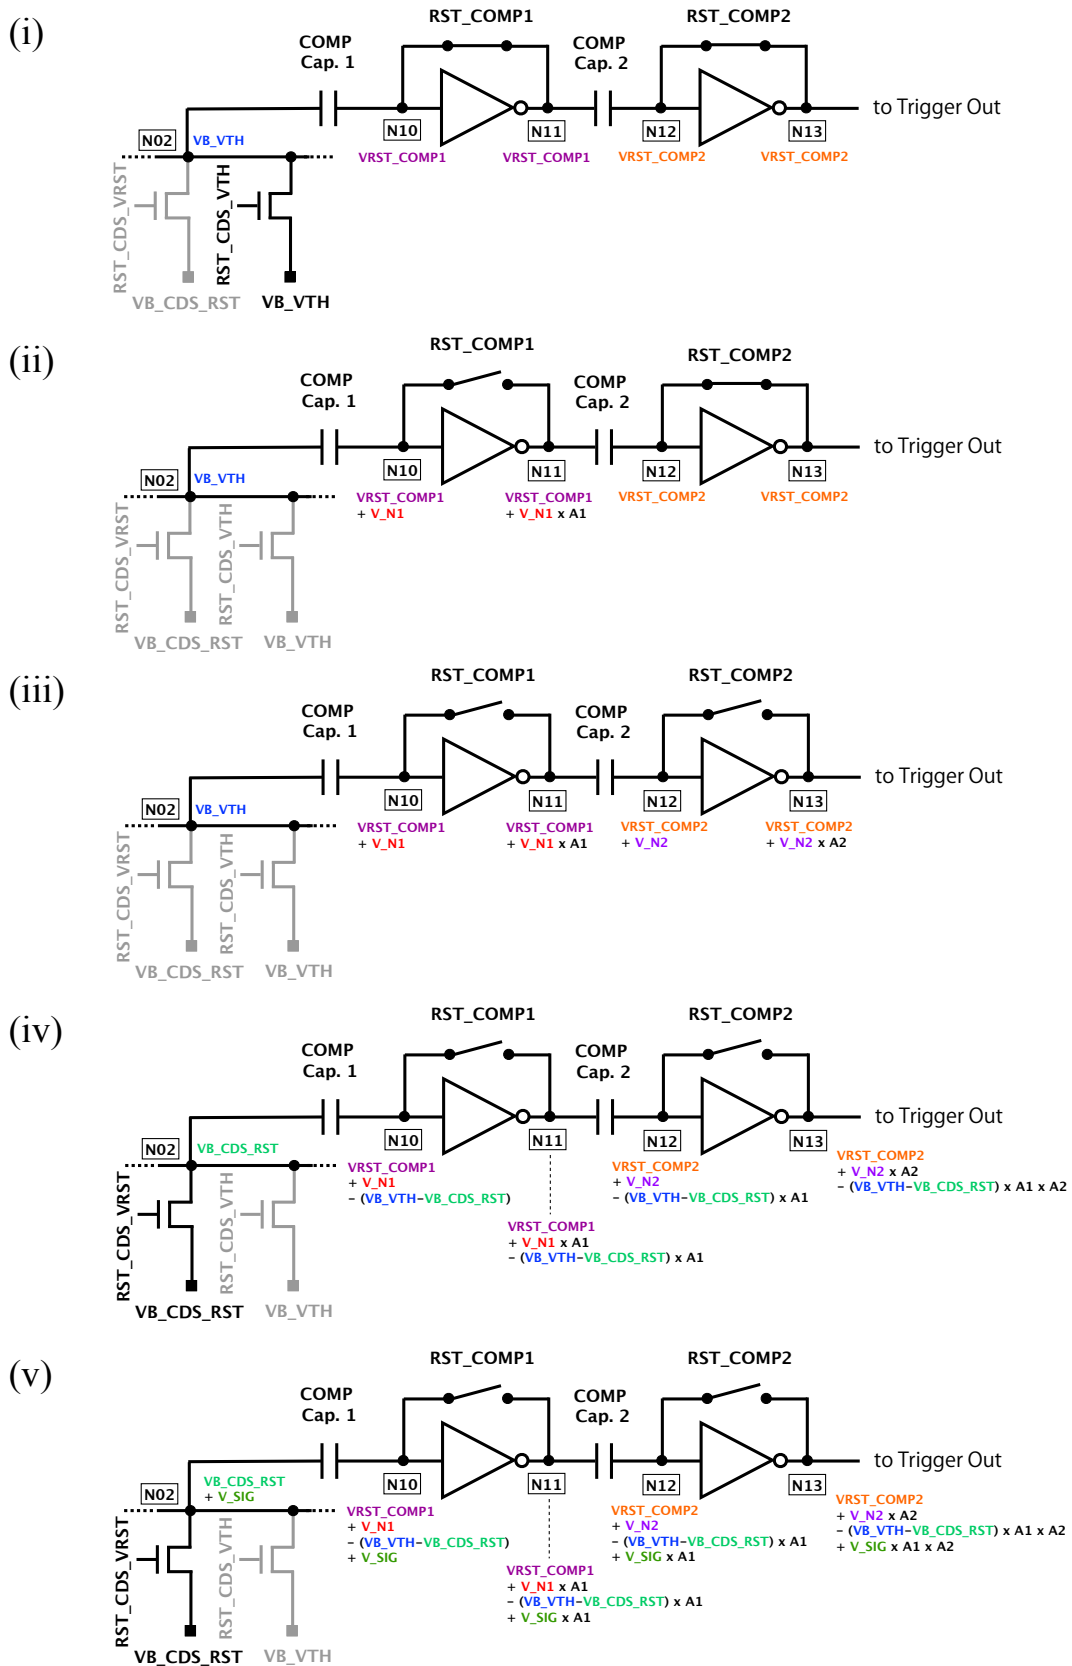 (i)
RST_COMP1
RST_COMP2
COMP
Cap. 1
COMP
Cap. 2
to Trigger Out
N02
VB_VTH
N10
N11
N12
N13
VRST_COMP1
VRST_COMP1
VRST_COMP2
VRST_COMP2
RST_CDS_VRST
RST_CDS_VTH
VB_CDS_RST
VB_VTH
(ii)
RST_COMP1
RST_COMP2
COMP
Cap. 1
COMP
Cap. 2
to Trigger Out
N02
VB_VTH
N10
N11
N12
N13
VRST_COMP1
+ V_N1
VRST_COMP1
+ V_N1 x A1
VRST_COMP2
VRST_COMP2
RST_CDS_VRST
RST_CDS_VTH
VB_CDS_RST
VB_VTH
(iii)
RST_COMP1
RST_COMP2
COMP
Cap. 1
COMP
Cap. 2
to Trigger Out
N02
VB_VTH
N10
N11
N12
N13
VRST_COMP1
+ V_N1
VRST_COMP1
+ V_N1 x A1
VRST_COMP2
+ V_N2
VRST_COMP2
+ V_N2 x A2
RST_CDS_VRST
RST_CDS_VTH
VB_CDS_RST
VB_VTH
(iv)
RST_COMP1
RST_COMP2
COMP
Cap. 1
COMP
Cap. 2
to Trigger Out
N02
VB_CDS_RST
N10
N11
N12
N13
VRST_COMP1
+ V_N1
– (VB_VTH–VB_CDS_RST)
VRST_COMP1
+ V_N1 x A1
– (VB_VTH–VB_CDS_RST) x A1
VRST_COMP2
+ V_N2
– (VB_VTH–VB_CDS_RST) x A1
VRST_COMP2
+ V_N2 x A2
– (VB_VTH–VB_CDS_RST) x A1 x A2
RST_CDS_VRST
RST_CDS_VTH
VB_CDS_RST
VB_VTH
(v)
RST_COMP1
RST_COMP2
COMP
Cap. 1
COMP
Cap. 2
to Trigger Out
N02
VB_CDS_RST
+ V_SIG
N10
N11
N12
N13
VRST_COMP1
+ V_N1
– (VB_VTH–VB_CDS_RST)
+ V_SIG
VRST_COMP1
+ V_N1 x A1
– (VB_VTH–VB_CDS_RST) x A1
+ V_SIG x A1
VRST_COMP2
+ V_N2
– (VB_VTH–VB_CDS_RST) x A1
+ V_SIG x A1
VRST_COMP2
+ V_N2 x A2
– (VB_VTH–VB_CDS_RST) x A1 x A2
+ V_SIG x A1 x A2
RST_CDS_VRST
RST_CDS_VTH
VB_CDS_RST
VB_VTH